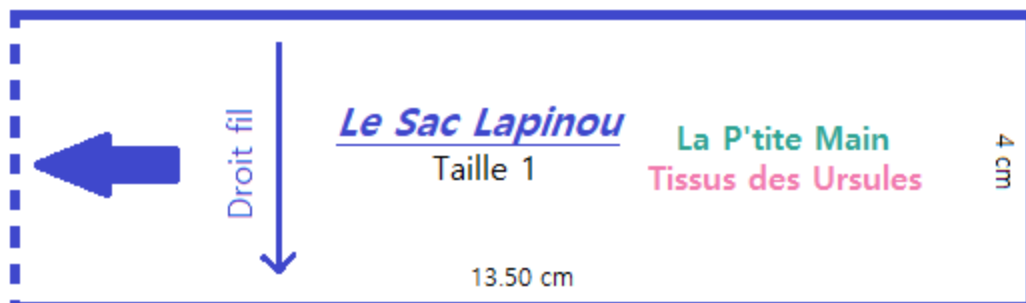 Droit fil
Le Sac Lapinou
Taille 1
La P'tite Main
Tissus des Ursules
4 cm
13.50 cm